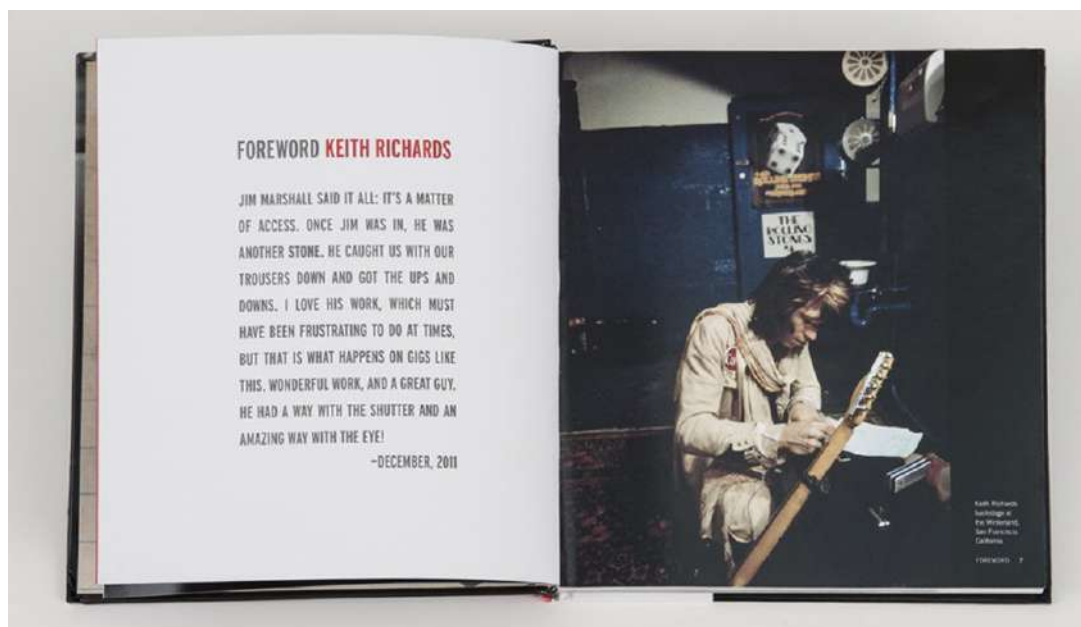 FOREWORD KEITH RICHARDS
JIM MARSHALL SAID IT ALL: IT'S A MATTER
OF ACCESS. ONCE JIM WAS IN, HE WAS
ANOTHER STONE. HE CAUGHT US WITH OUR
TROUSERS DOWN AND GOT THE UPS AND
DOWNS. I LOVE HIS WORK, WHICH MUST
HAVE BEEN FRUSTRATING TO DO AT TIMES,
BUT THAT IS WHAT HAPPENS ON GIGS LIKE
THIS. WONDERFUL WORK, AND A GREAT GUY.
HE HAD A WAY WITH THE SHUTTER AND AN
AMAZING WAY WITH THE EYE!
–DECEMBER, 2011
THE
ROLLING
STONES
Keith Richards
backstage at
the Winterland,
San Francisco
California
FOREWORD 7